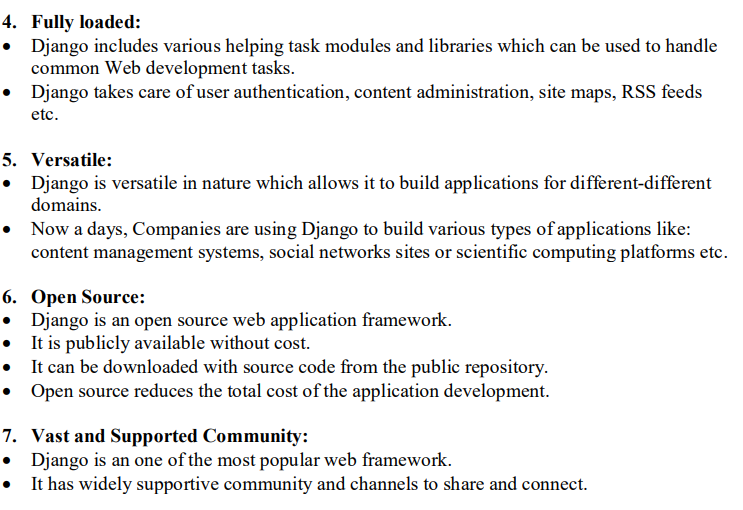 4. Fully loaded:
• Django includes various helping task modules and libraries which can be used to handle
common Web development tasks.
• Django takes care of user authentication, content administration, site maps, RSS feeds
etc.
5. Versatile:
• Django is versatile in nature which allows it to build applications for different-different
domains.
• Now a days, Companies are using Django to build various types of applications like:
content management systems, social networks sites or scientific computing platforms etc.
6. Open Source:
• Django is an open source web application framework.
• It is publicly available without cost.
• It can be downloaded with source code from the public repository.
• Open source reduces the total cost of the application development.
7. Vast and Supported Community:
• Django is an one of the most popular web framework.
• It has widely supportive community and channels to share and connect.